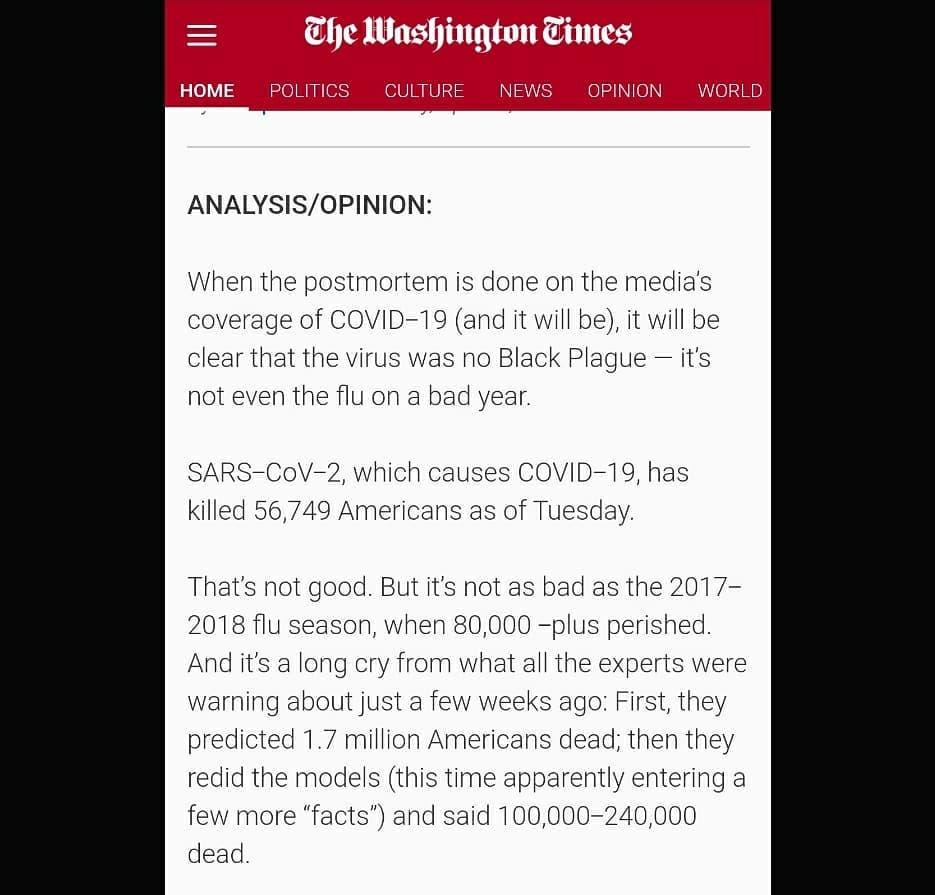 The Washington Times
HOME POLITICS CULTURE NEWS OPINION WORLD
ANALYSIS/OPINION:
When the postmortem is done on the media's
coverage of COVID-19 (and it will be), it will be
clear that the virus was no Black Plague — it's
not even the flu on a bad year.
SARS-CoV-2, which causes COVID-19, has
killed 56,749 Americans as of Tuesday.
That's not good. But it's not as bad as the 2017-
2018 flu season, when 80,000 -plus perished.
And it's a long cry from what all the experts were
warning about just a few weeks ago: First, they
predicted 1.7 million Americans dead; then they
redid the models (this time apparently entering a
few more “facts”) and said 100,000-240,000
dead.